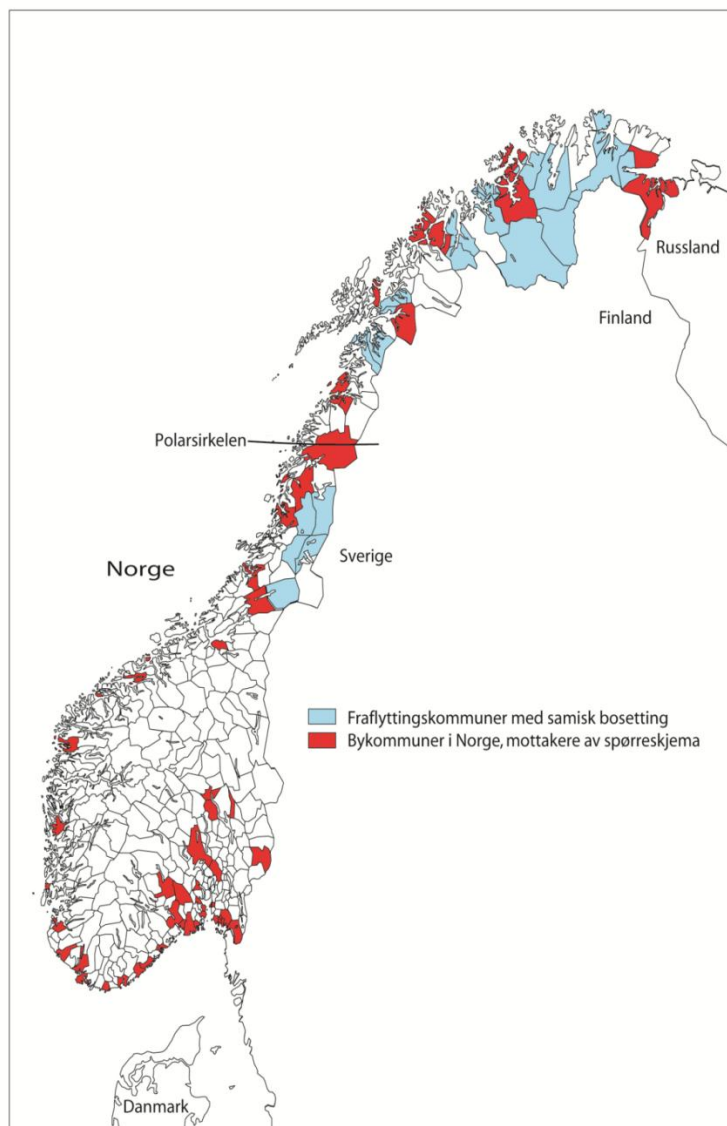 Russland
Finland
Polarsirkelen
Sverige
Norge
Fraflyttingskommuner med samisk bosetting
Bykommuner i Norge, mottakere av spørreskjema
Danmark